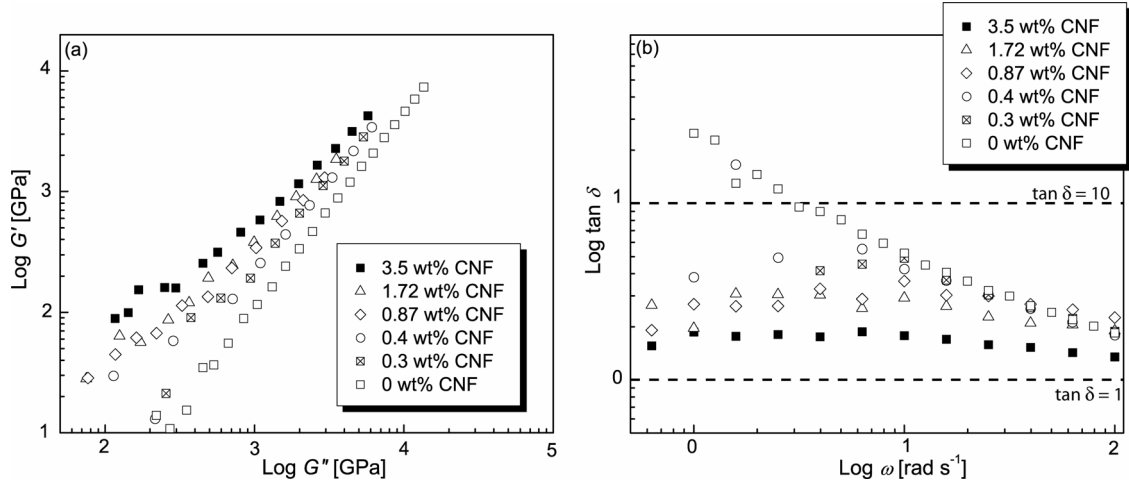 (a)
4
3
2
1
Log G' [GPa]
2
3
4
5
Log G" [GPa]
3.5 wt% CNF
1.72 wt% CNF
0.87 wt% CNF
0.4 wt% CNF
0.3 wt% CNF
0 wt% CNF
(b)
3.5 wt% CNF
1.72 wt% CNF
0.87 wt% CNF
0.4 wt% CNF
0.3 wt% CNF
0 wt% CNF
1
0
Log tan δ
tan δ = 10
tan δ = 1
0
1
2
Log ω [rad s⁻¹]